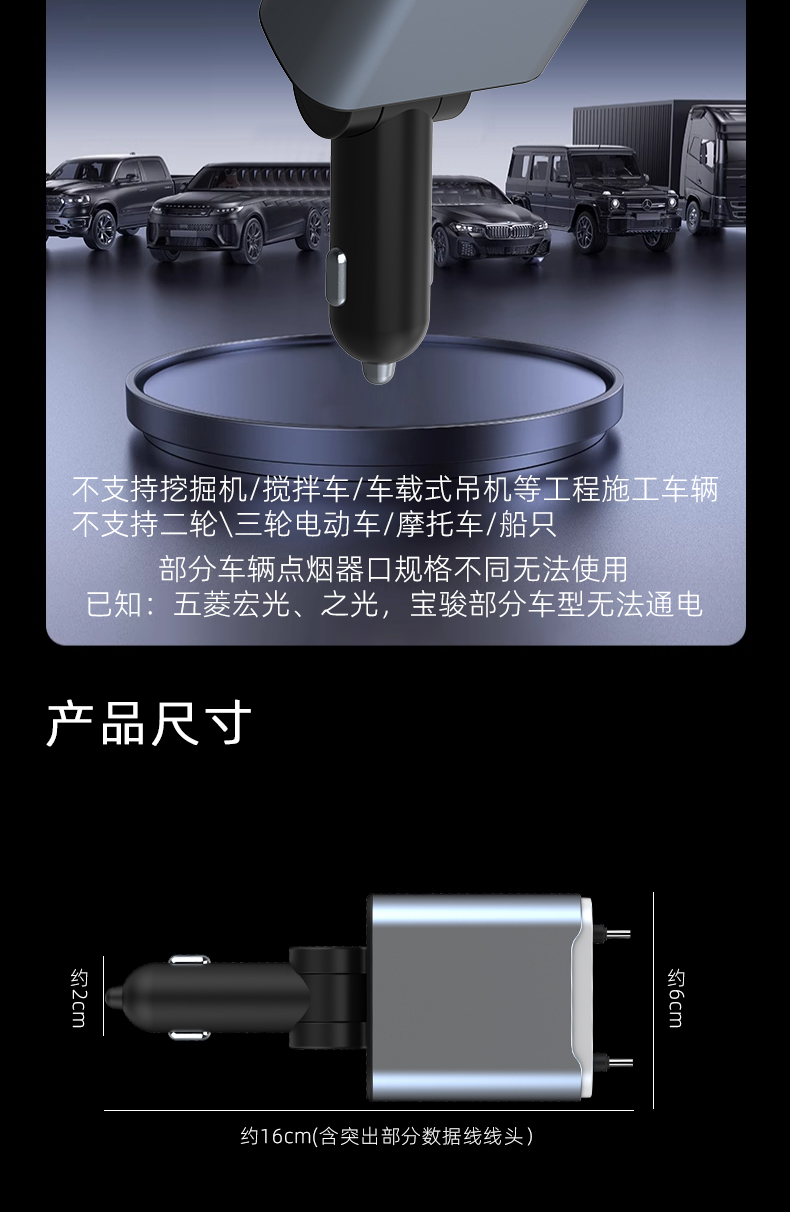 不支持挖掘机/搅拌车/车载式吊机等工程施工车辆
不支持二轮\三轮电动车/摩托车/船只
部分车辆点烟器口规格不同无法使用
已知：五菱宏光、之光，宝骏部分车型无法通电
产品尺寸
约2cm
约6cm
约16cm(含突出部分数据线线头）